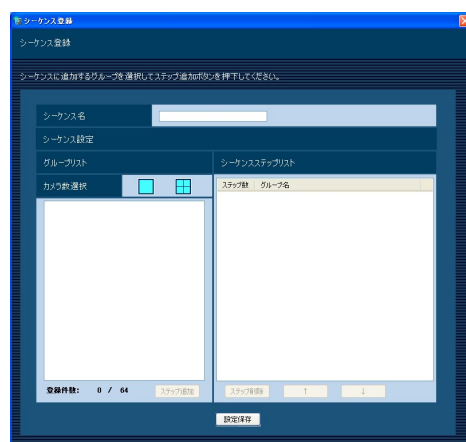 シーケンス登録
シーケンス登録
シーケンスに追加するグループを選択してステップ追加ボタンを押下してください。
シーケンス名
シーケンス設定
グループリスト
シーケンスステップリスト
カメラ数選択
ステップ数 グループ名
登録件数: 0 / 64
ステップ追加
ステップ削除 ↑ ↓
設定保存